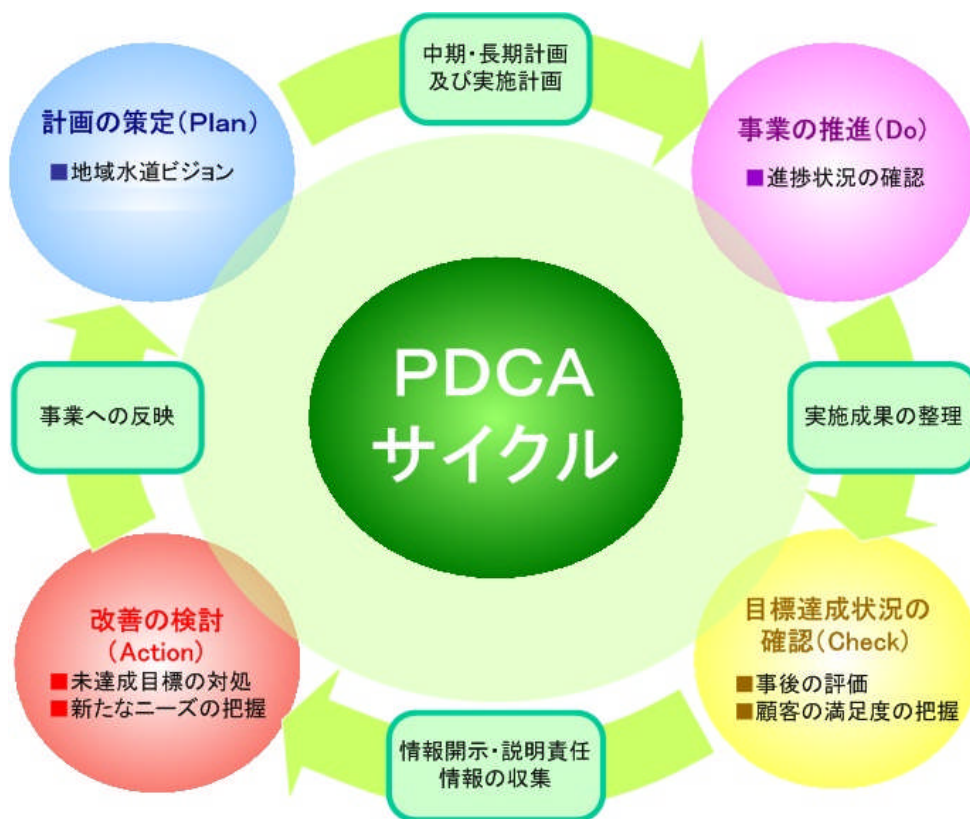 中期・長期計画
及び実施計画
計画の策定(Plan)
■地域水道ビジョン
事業の推進(Do)
■進捗状況の確認
PDCA
サイクル
事業への反映
実施成果の整理
改善の検討
(Action)
■未達成目標の対処
■新たなニーズの把握
目標達成状況の
確認(Check)
■事後の評価
■顧客の満足度の把握
情報開示・説明責任
情報の収集